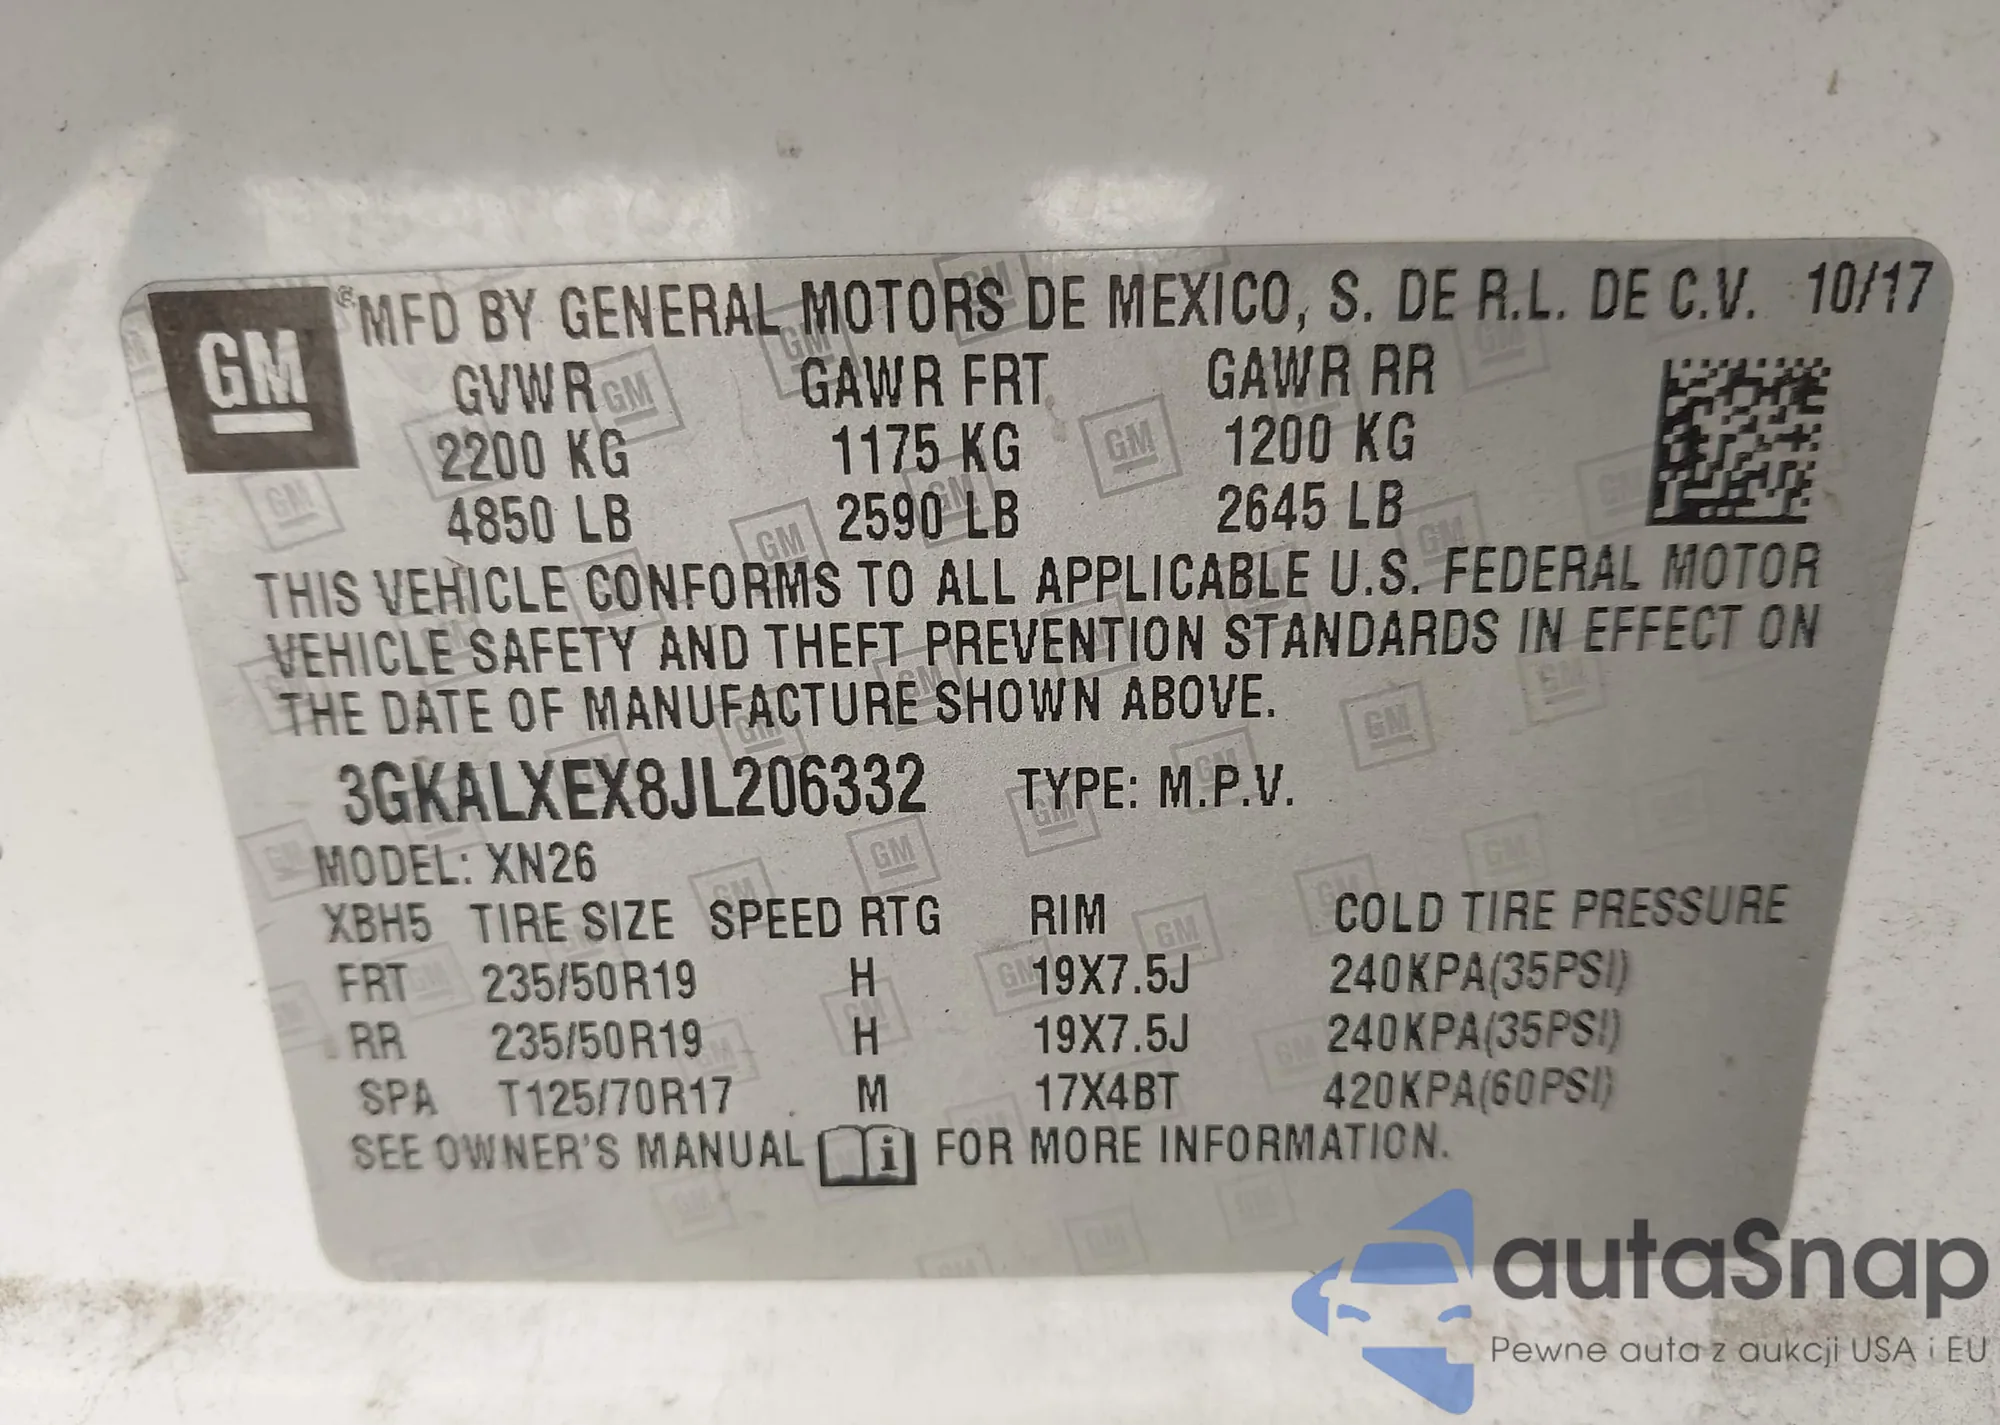 GM
® MFD BY GENERAL MOTORS DE MEXICO, S. DE R.L. DE C.V. 10/17
GVWR GAWR FRT GAWR RR
2200 KG 1175 KG 1200 KG
4850 LB 2590 LB 2645 LB
THIS VEHICLE CONFORMS TO ALL APPLICABLE U.S. FEDERAL MOTOR
VEHICLE SAFETY AND THEFT PREVENTION STANDARDS IN EFFECT ON
THE DATE OF MANUFACTURE SHOWN ABOVE.
3GKALXEX8JL206332 TYPE: M.P.V.
MODEL: XN26
XBH5 TIRE SIZE SPEED RTG RIM COLD TIRE PRESSURE
FRT 235/50R19 H 19X7.5J 240KPA(35PSI)
RR 235/50R19 H 19X7.5J 240KPA(35PSI)
SPA T125/70R17 M 17X4BT 420KPA(60PSI)
SEE OWNER'S MANUAL i FOR MORE INFORMATION.
autaSnap
Pewne auta z aukcji USA i EU